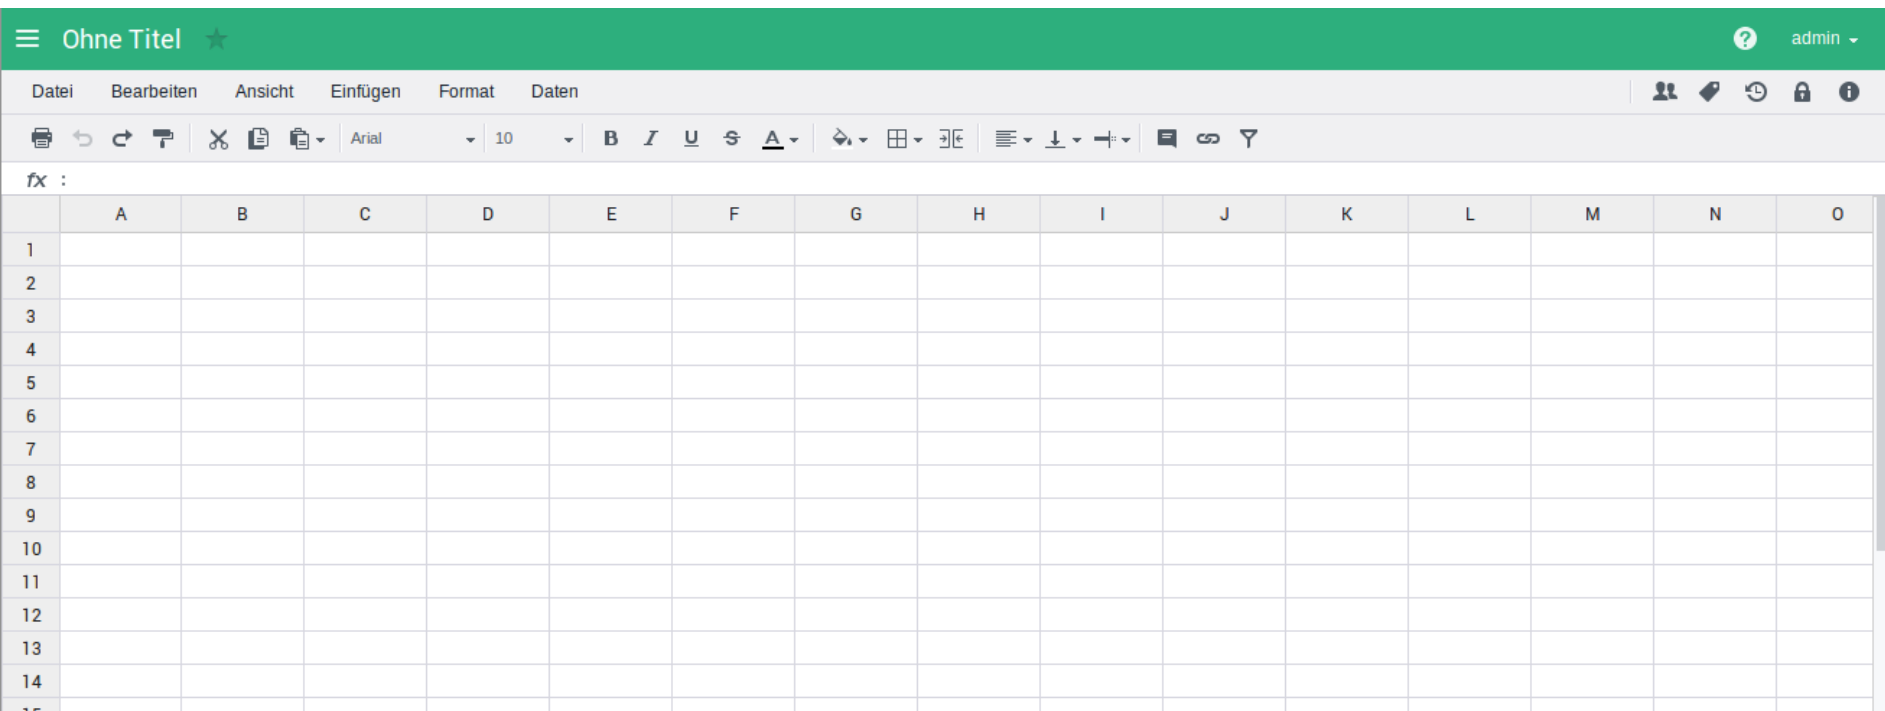 Ohne Titel admin
Datei Bearbeiten Ansicht Einfügen Format Daten
Arial 10 B I U S A
fx :
A B C D E F G H I J K L M N O
1
2
3
4
5
6
7
8
9
10
11
12
13
14